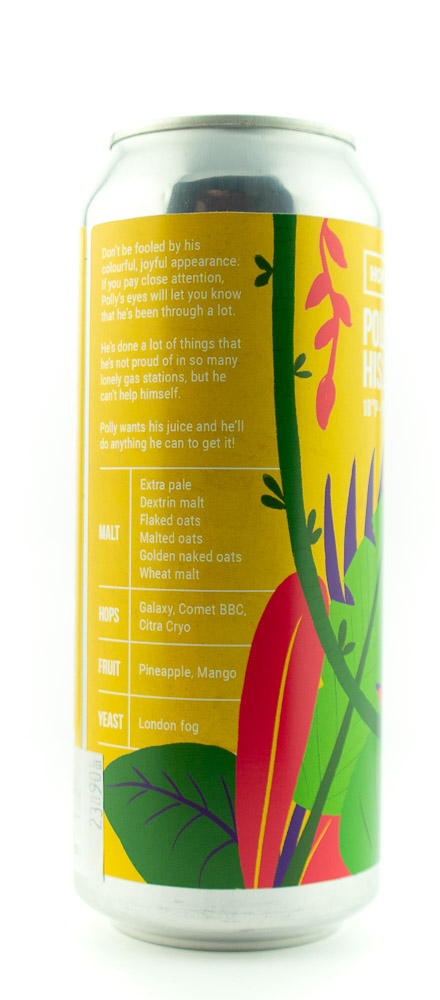 Don't be fooled by his
colourful, joyful appearance.
If you pay close attention,
Polly's eyes will let you know
that he's been through a lot.
He's done a lot of things that
he's not proud of in so many
lonely gas stations, but he
can't help himself.
Polly wants his juice and he'll
do anything he can to get it!
MALT
Extra pale
Dextrin malt
Flaked oats
Malted oats
Golden naked oats
Wheat malt
HOPS
Galaxy, Comet BBC,
Citra Cryo
FRUIT
Pineapple, Mango
YEAST
London fog
HIS